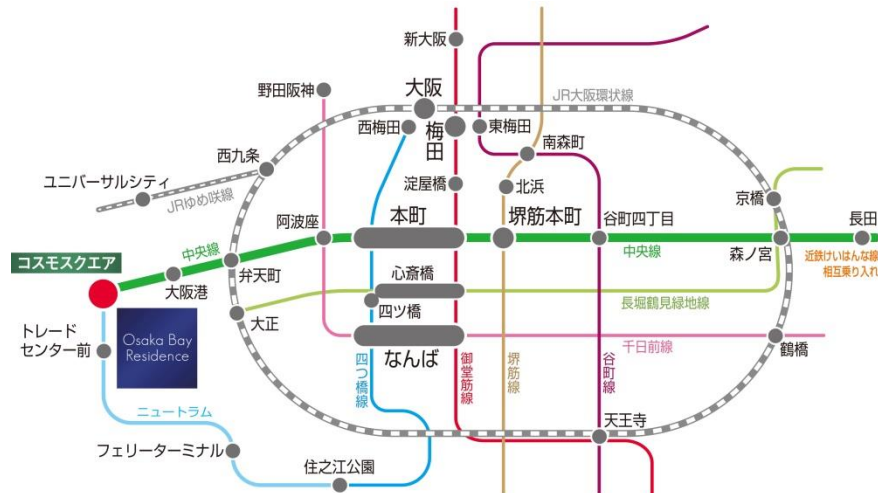 新大阪
野田阪神
大阪
JR大阪環状線
西梅田
梅田
東梅田
南森町
西九条
淀屋橋
北浜
ユニバーサルシティ
JRゆめ咲線
京橋
阿波座
本町
堺筋本町
谷町四丁目
長田
中央線
中央線
森ノ宮
コスモスクエア
弁天町
心斎橋
近鉄けいはんな線
相互乗り入れ
大阪港
四ツ橋
長堀鶴見緑地線
大正
トレード
センター前
Osaka Bay
Residence
なんば
千日前線
鶴橋
四つ橋線
御堂筋線
堺筋線
谷町線
ニュートラム
天王寺
フェリーターミナル
住之江公園